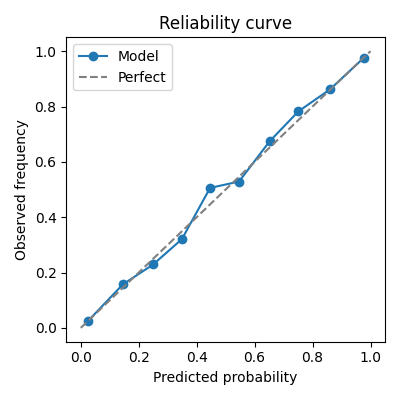 Reliability curve
Model
Perfect
1.0
0.8
0.6
0.4
0.2
0.0
Observed frequency
0.0 0.2 0.4 0.6 0.8 1.0
Predicted probability